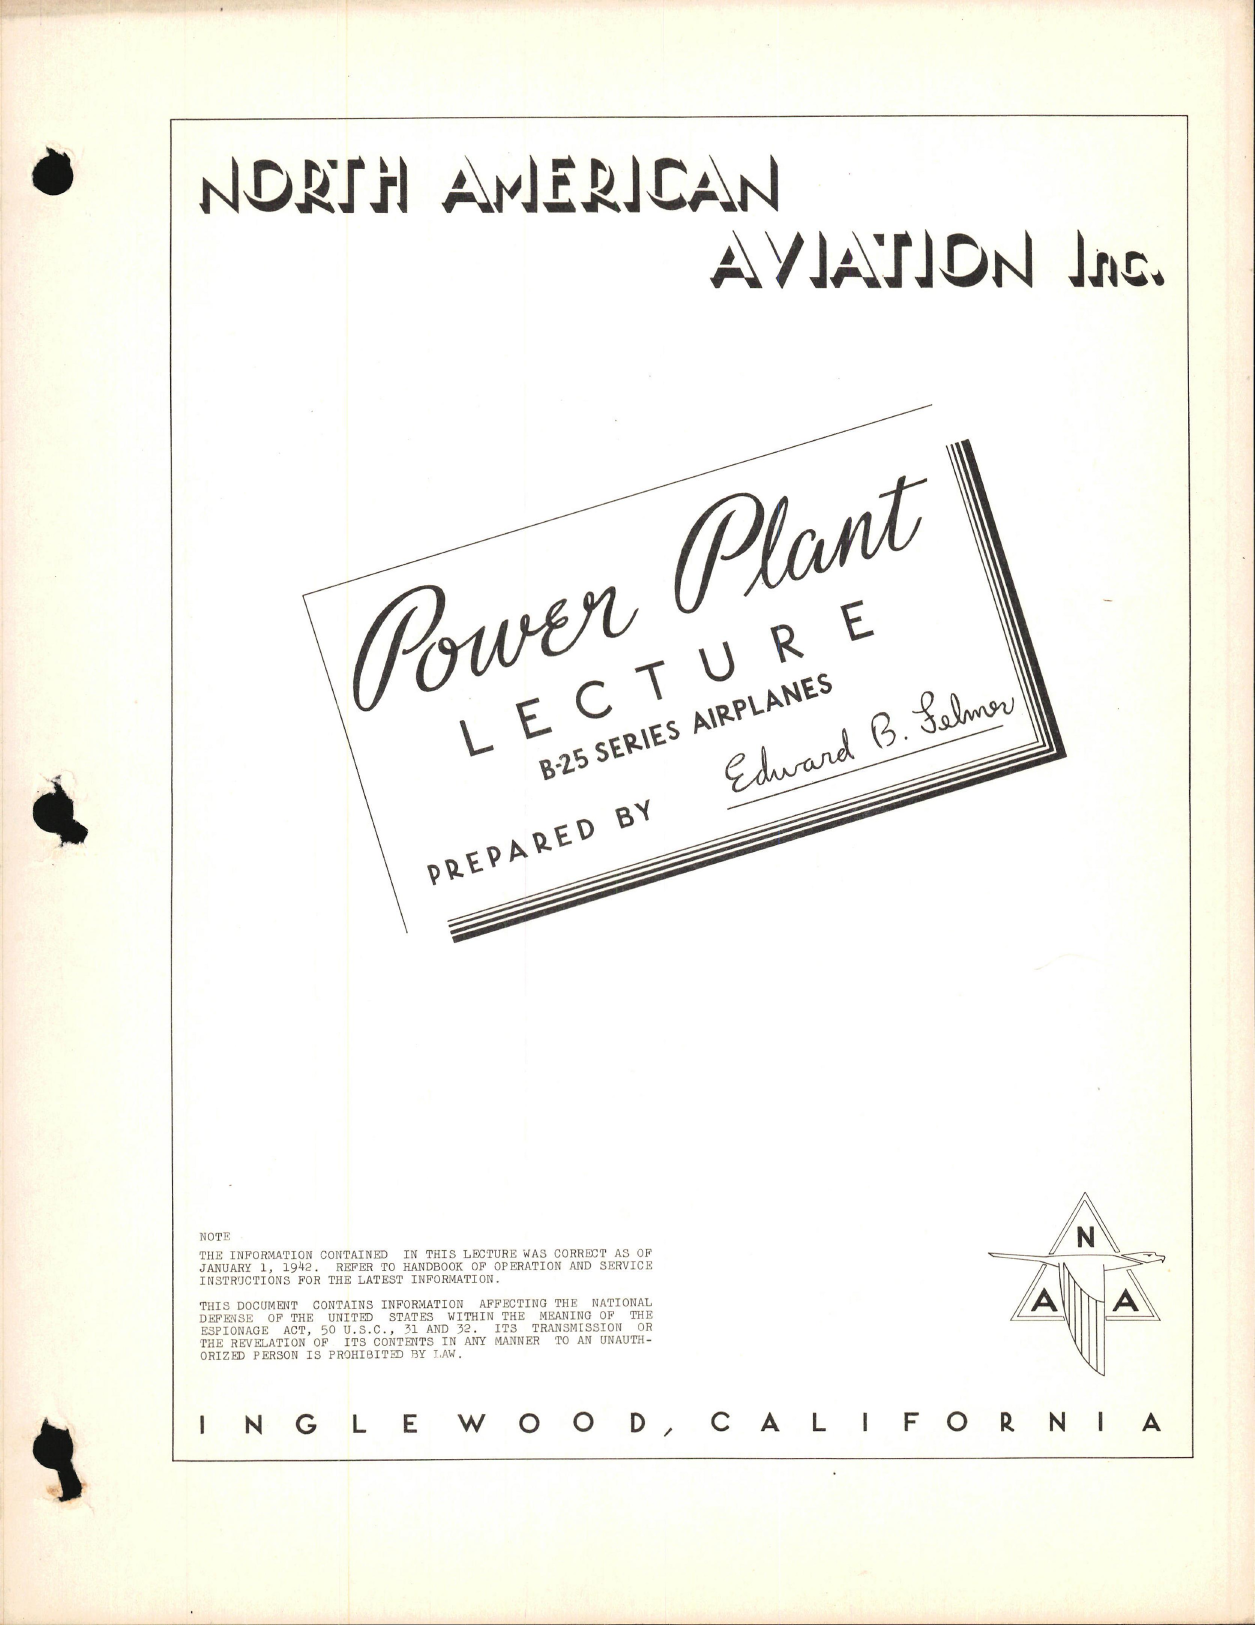 NORTH AMERICAN
AVIATION Inc.
Power Plant
LECTURE
B-25 SERIES AIRPLANES
PREPARED BY Edward B. Felmer
NOTE
THE INFORMATION CONTAINED IN THIS LECTURE WAS CORRECT AS OF
JANUARY 1, 1942. REFER TO HANDBOOK OF OPERATION AND SERVICE
INSTRUCTIONS FOR THE LATEST INFORMATION.
THIS DOCUMENT CONTAINS INFORMATION AFFECTING THE NATIONAL
DEFENSE OF THE UNITED STATES WITHIN THE MEANING OF THE
ESPIONAGE ACT, 50 U.S.C., 31 AND 32. ITS TRANSMISSION OR
THE REVELATION OF ITS CONTENTS IN ANY MANNER TO AN UNAUTH-
ORIZED PERSON IS PROHIBITED BY LAW.
N
A A
INGLEWOOD, CALIFORNIA